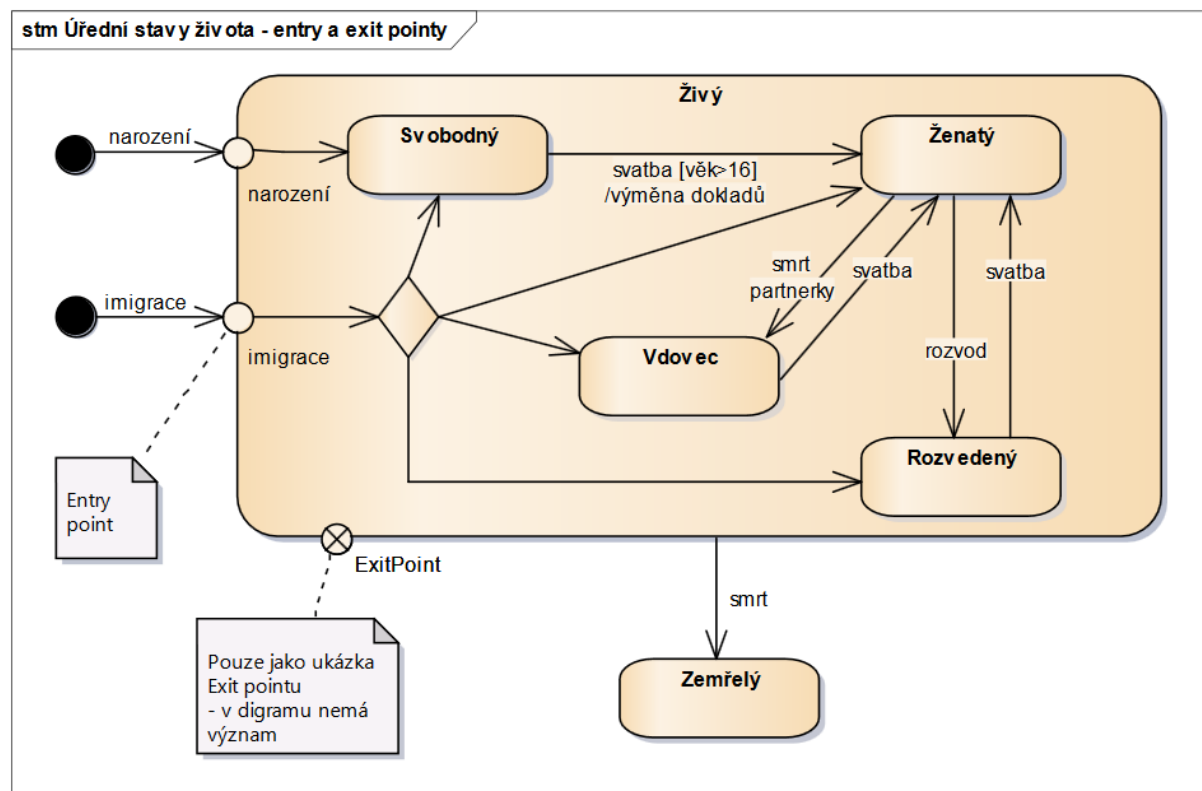 stm Úřední stavy života - entry a exit pointy
Živý
narození
Svobodný
Ženatý
svatba [věk>16]
/výměna dokladů
narození
smrt
partnerky
svatba
svatba
imigrace
imigrace
Vdovec
rozvod
Rozvedený
Entry
point
ExitPoint
smrt
Pouze jako ukázka
Exit pointu
- v digramu nemá
význam
Zemřelý